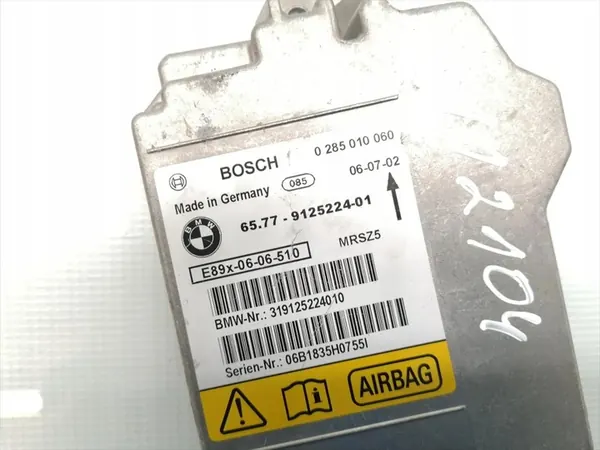 BOSCH 0 285 010 060
Made in Germany 085 06-07-02
BMW 65.77 - 9125224-01
E89x-06-06-510 MRSZ5
BMW-Nr.: 319125224010
Serien-Nr.: 06B1835H0755I
AIRBAG
12104